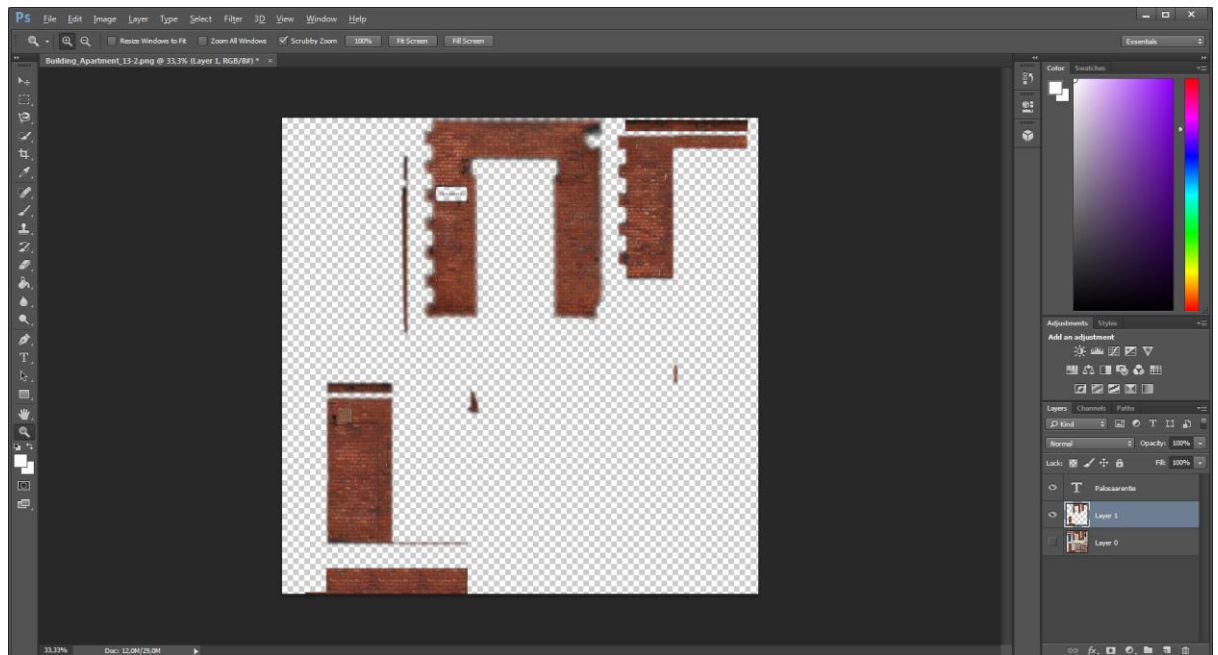 Ps File Edit Image Layer Type Select Filter 3D View Window Help
Resize Windows to Fit Zoom All Windows Scrubby Zoom 100% Fit Screen Fill Screen Essentials
Building_Apartment_13-2.png @ 33,3% (Layer 1, RGB/8#) * ×
Color Swatches
Adjustments Styles
Add an adjustment
Layers Channels Paths
Kind
Normal Opacity: 100%
Lock: Fill: 100%
T Palosaarentie
Layer 1
Layer 0
33,33% Doc: 12,0M/29,0M
fx